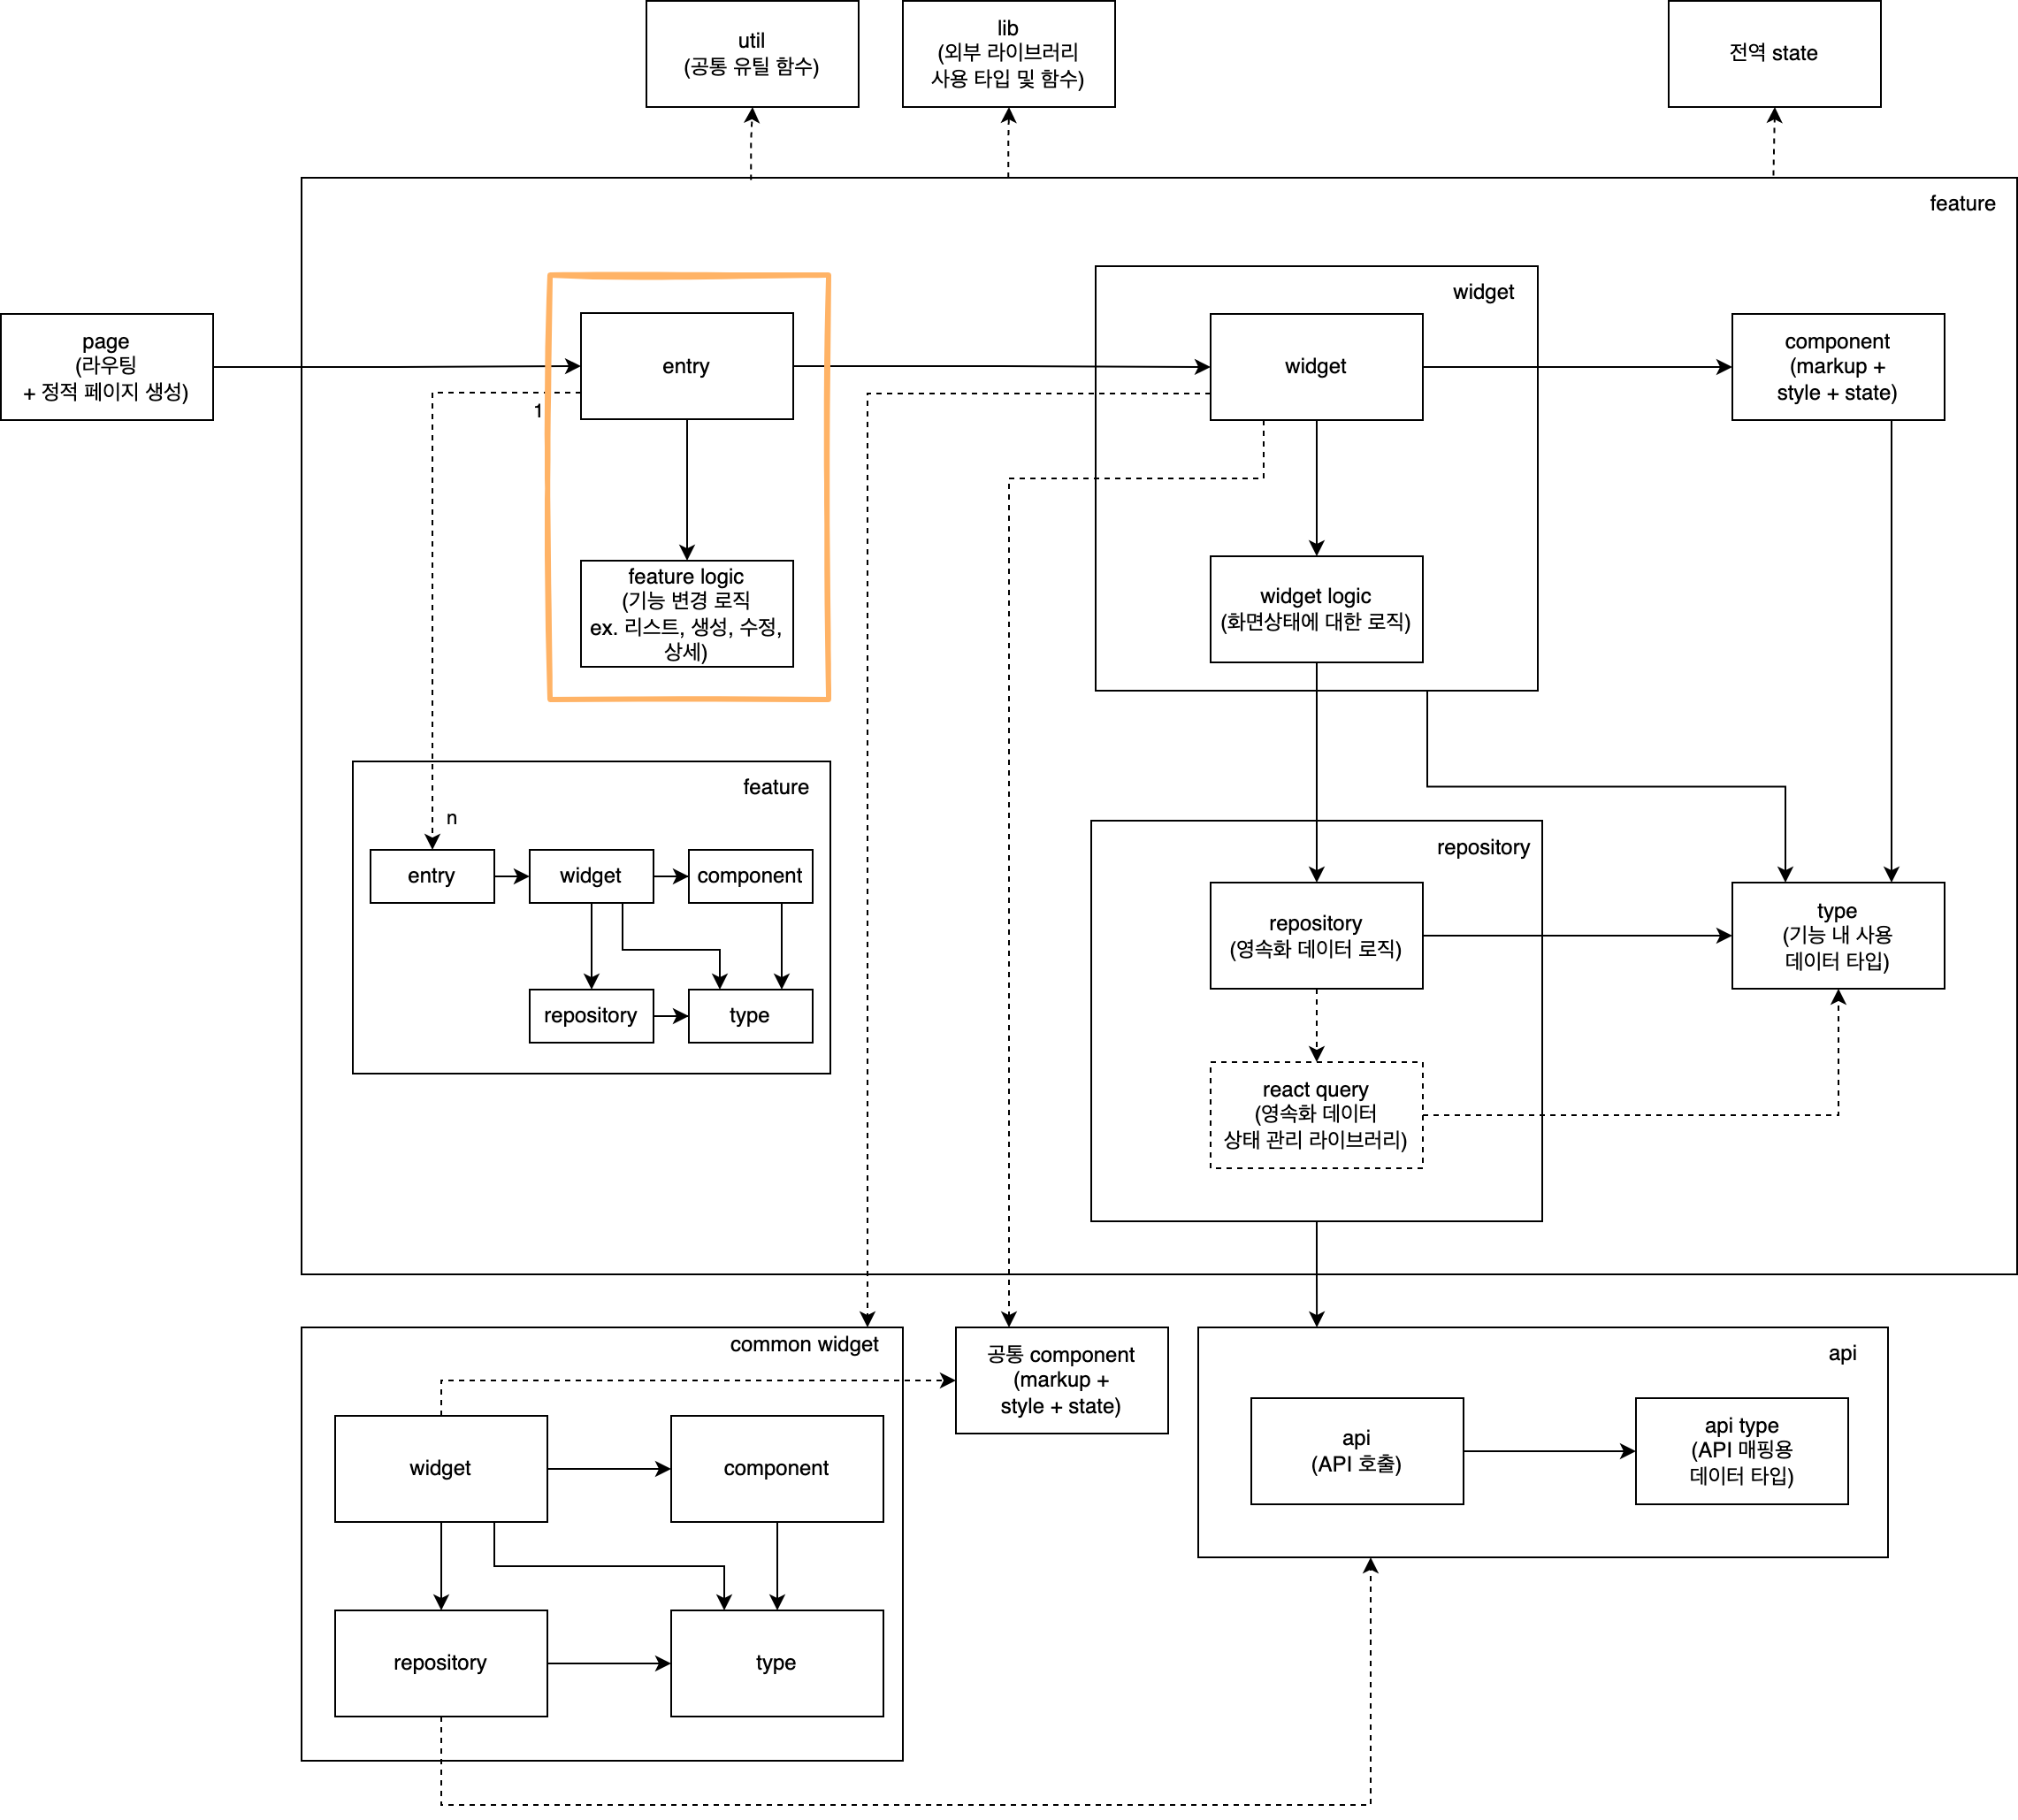 util
(공통 유틸 함수)
lib
(외부 라이브러리
사용 타입 및 함수)
전역 state
feature
page
(라우팅
+ 정적 페이지 생성)
entry
1
feature logic
(기능 변경 로직
ex. 리스트, 생성, 수정,
상세)
widget
widget
widget logic
(화면상태에 대한 로직)
component
(markup +
style + state)
feature
n
entry
widget
component
repository
type
repository
repository
(영속화 데이터 로직)
react query
(영속화 데이터
상태 관리 라이브러리)
type
(기능 내 사용
데이터 타입)
common widget
widget
component
repository
type
공통 component
(markup +
style + state)
api
api
(API 호출)
api type
(API 매핑용
데이터 타입)